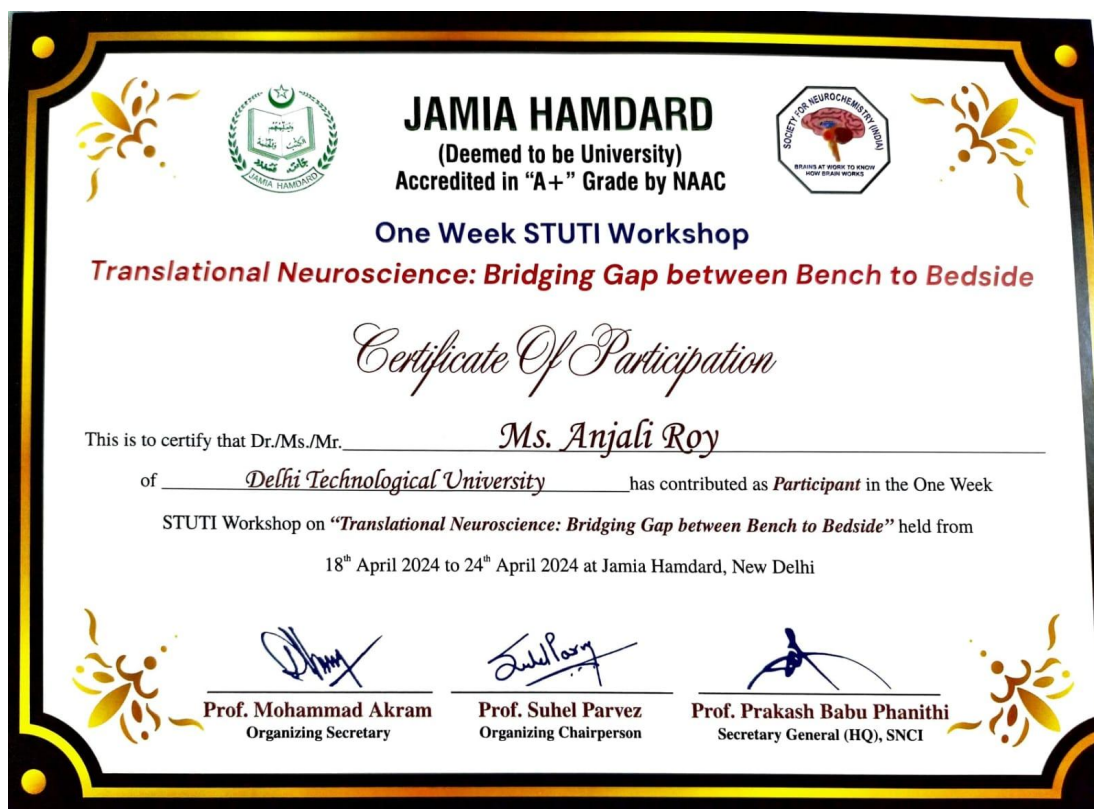 JAMIA HAMDARD
(Deemed to be University)
Accredited in “A+” Grade by NAAC
JAMIA HAMDARD
SOCIETY FOR NEUROCHEMISTRY (INDIA)
BRAINS AT WORK TO KNOW
HOW BRAIN WORKS
One Week STUTI Workshop
Translational Neuroscience: Bridging Gap between Bench to Bedside
Certificate Of Participation
This is to certify that Dr./Ms./Mr. Ms. Anjali Roy
of Delhi Technological University has contributed as Participant in the One Week
STUTI Workshop on “Translational Neuroscience: Bridging Gap between Bench to Bedside” held from
18th April 2024 to 24th April 2024 at Jamia Hamdard, New Delhi
Suhel Parvez
Prof. Mohammad Akram
Organizing Secretary
Prof. Suhel Parvez
Organizing Chairperson
Prof. Prakash Babu Phanithi
Secretary General (HQ), SNCI